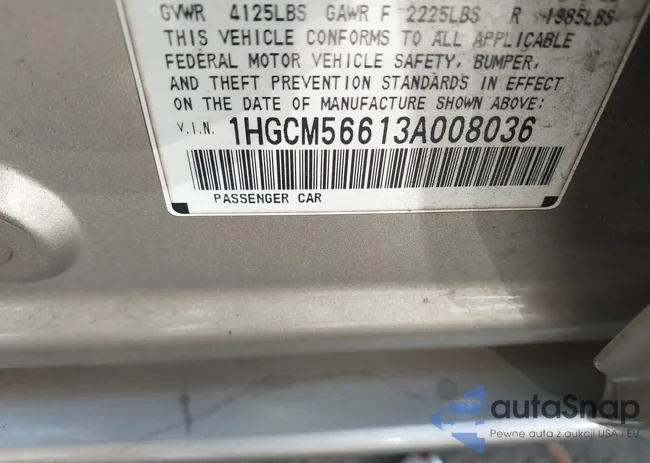 GVWR 4125LBS GAWR F 2225LBS R 1985LBS
THIS VEHICLE CONFORMS TO ALL APPLICABLE
FEDERAL MOTOR VEHICLE SAFETY, BUMPER,
AND THEFT PREVENTION STANDARDS IN EFFECT
ON THE DATE OF MANUFACTURE SHOWN ABOVE:
V.I.N. 1HGCM56613A008036
PASSENGER CAR
autoSnap
Pewne auta z aukcji USA i EU